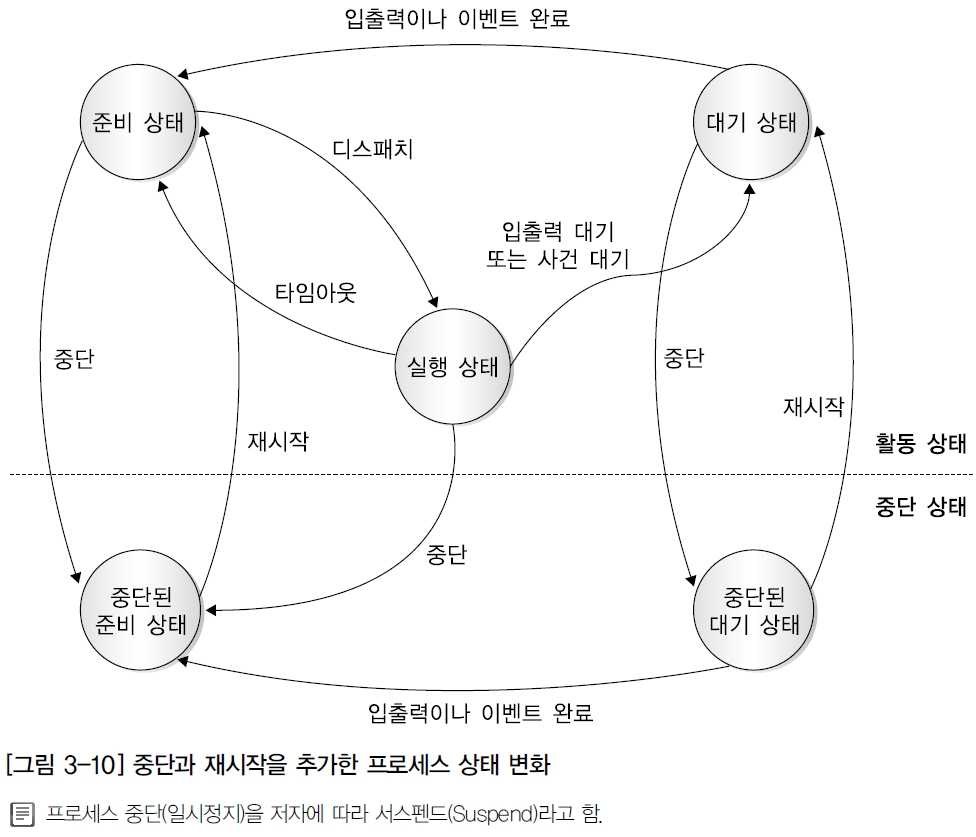 입출력이나 이벤트 완료
준비 상태
대기 상태
디스패치
입출력 대기
또는 사건 대기
타임아웃
중단
실행 상태
중단
재시작
재시작
활동 상태
중단 상태
중단
중단된
준비 상태
중단된
대기 상태
입출력이나 이벤트 완료
[그림 3-10] 중단과 재시작을 추가한 프로세스 상태 변화
프로세스 중단(일시정지)을 저자에 따라 서스펜드(Suspend)라고 함.